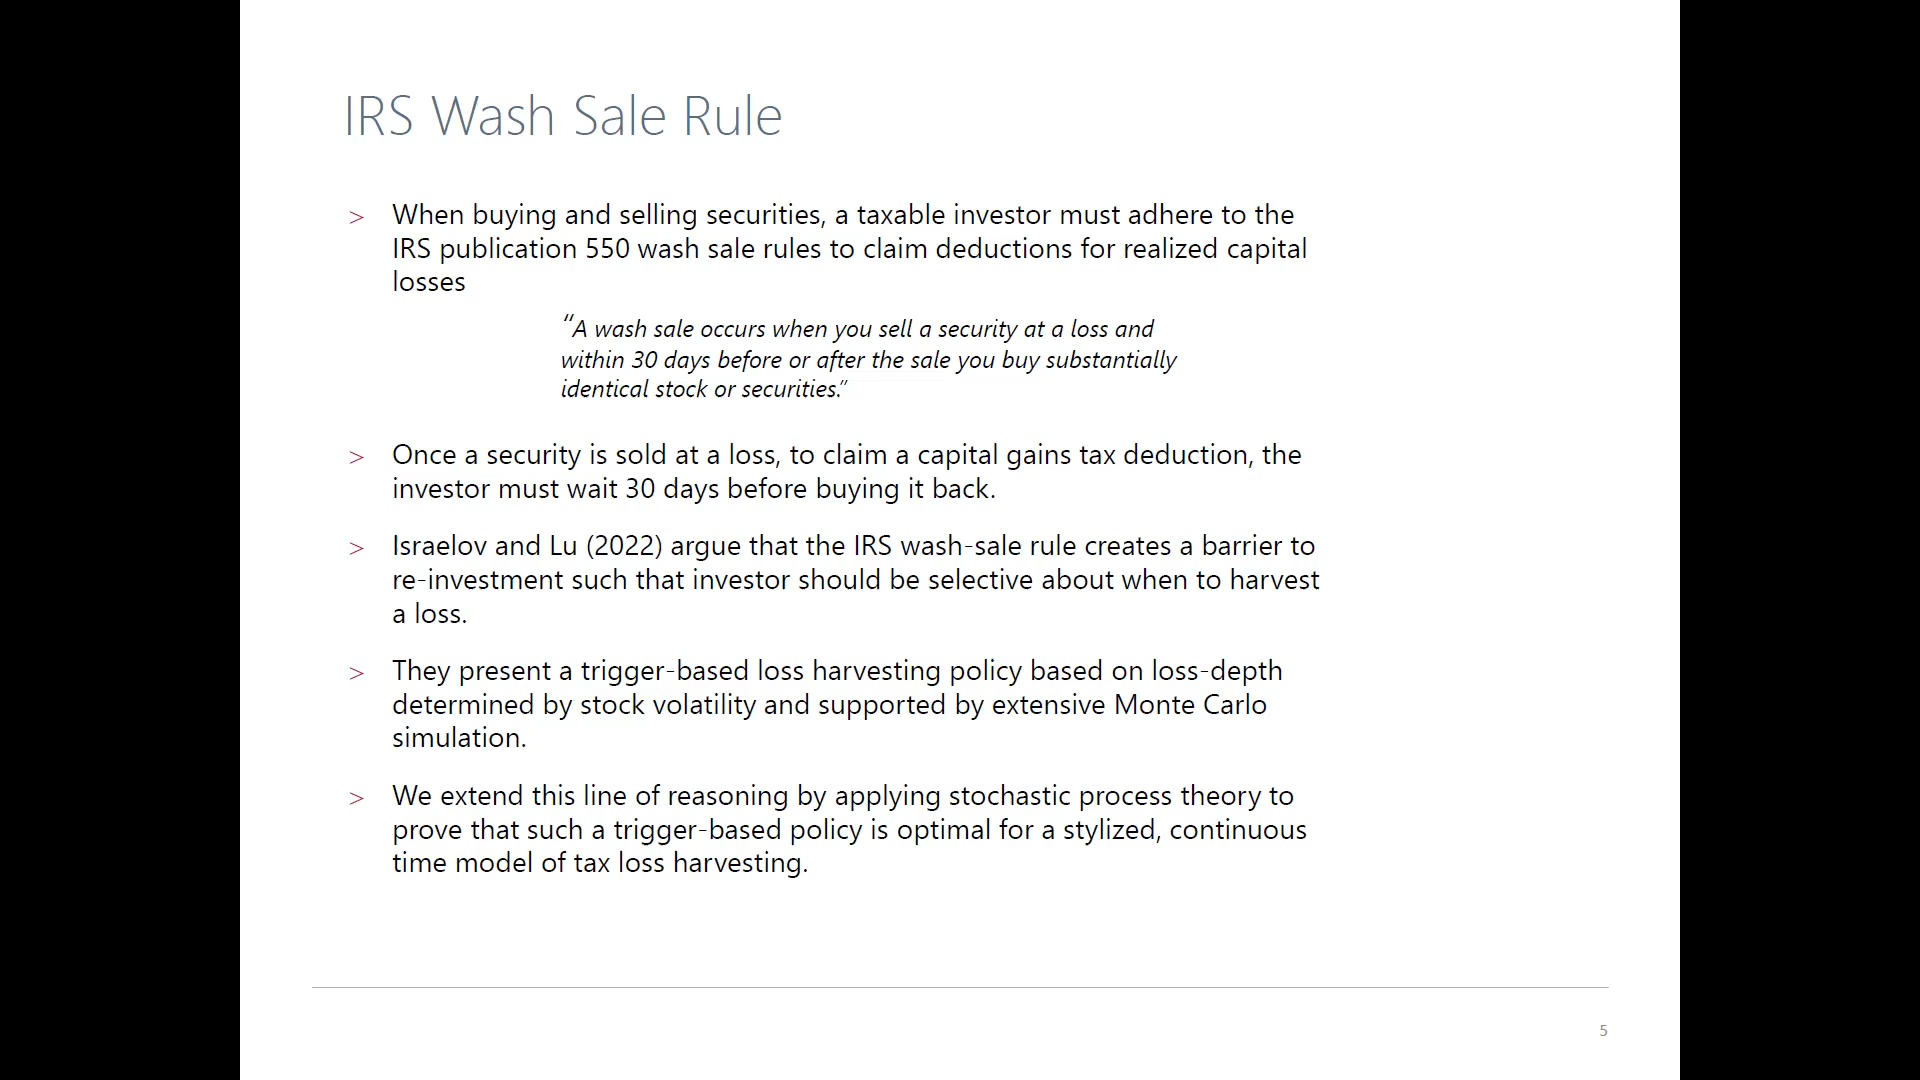 IRS Wash Sale Rule
> When buying and selling securities, a taxable investor must adhere to the
IRS publication 550 wash sale rules to claim deductions for realized capital
losses
“A wash sale occurs when you sell a security at a loss and
within 30 days before or after the sale you buy substantially
identical stock or securities.”
> Once a security is sold at a loss, to claim a capital gains tax deduction, the
investor must wait 30 days before buying it back.
> Israelov and Lu (2022) argue that the IRS wash-sale rule creates a barrier to
re-investment such that investor should be selective about when to harvest
a loss.
> They present a trigger-based loss harvesting policy based on loss-depth
determined by stock volatility and supported by extensive Monte Carlo
simulation.
> We extend this line of reasoning by applying stochastic process theory to
prove that such a trigger-based policy is optimal for a stylized, continuous
time model of tax loss harvesting.
5